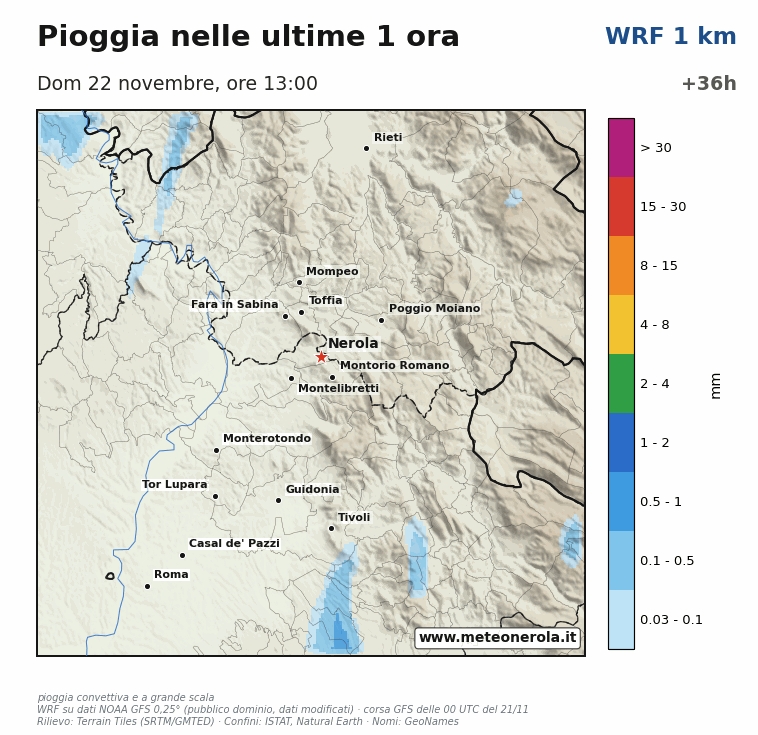 Pioggia nelle ultime 1 ora
WRF 1 km
Dom 22 novembre, ore 13:00
+36h
Rieti
Mompeo
Toffia
Fara in Sabina
Poggio Moiano
Nerola
Montorio Romano
Montelibretti
Monterotondo
Tor Lupara
Guidonia
Tivoli
Casal de' Pazzi
Roma
www.meteonerola.it
> 30
15 - 30
8 - 15
4 - 8
2 - 4
1 - 2
0.5 - 1
0.1 - 0.5
0.03 - 0.1
mm
pioggia convettiva e a grande scala
WRF su dati NOAA GFS 0,25° (pubblico dominio, dati modificati) · corsa GFS delle 00 UTC del 21/11
Rilievo: Terrain Tiles (SRTM/GMTED) · Confini: ISTAT, Natural Earth · Nomi: GeoNames